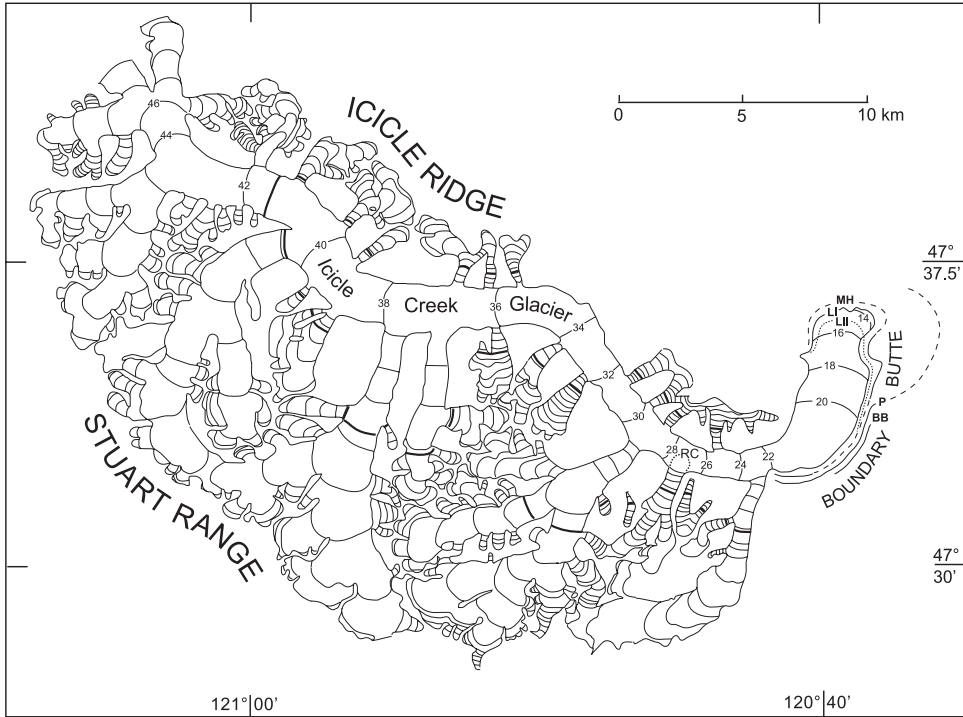 ICICLE RIDGE
0 5 10 km
46
44
42
40
Icicle
38
Creek
36
Glacier
34
32
30
28
RC
26
24
22
47°
37.5'
MH
LI
14
LII
16
18
20
BUTTE
P
BB
BOUNDARY
STUART RANGE
47°
30'
121° 00'
120° 40'